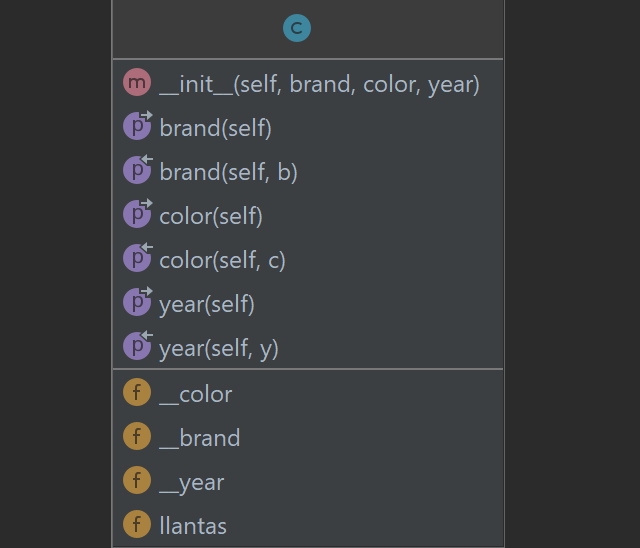 C
m __init__(self, brand, color, year)
p brand(self)
p brand(self, b)
p color(self)
p color(self, c)
p year(self)
p year(self, y)
f __color
f __brand
f __year
f llantas